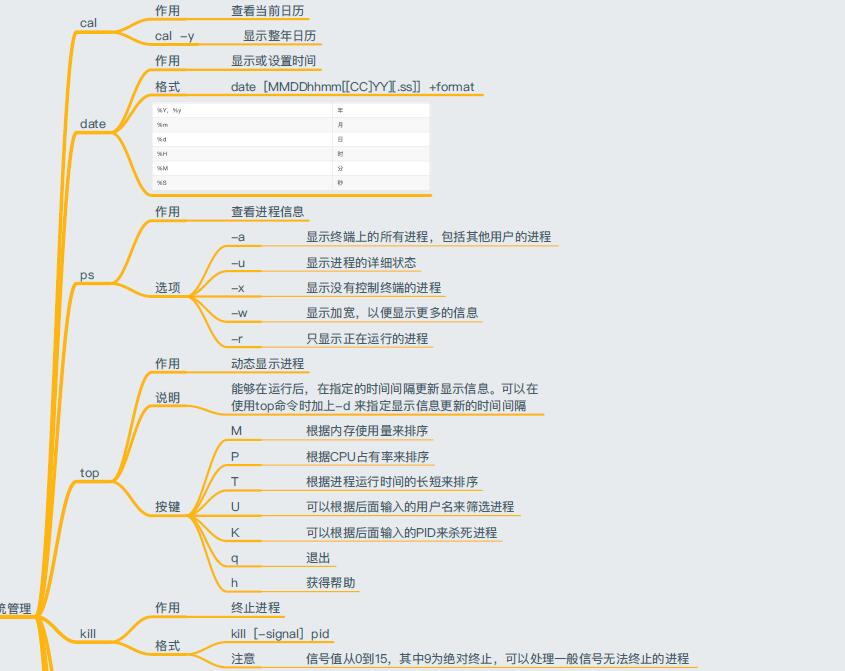 cal
作用 查看当前日历
cal -y 显示整年日历
date
作用 显示或设置时间
格式 date [MMDDhhmm[[CC]YY][.ss]] +format
%Y, %y 年
%m 月
%d 日
%H 时
%M 分
%S 秒
ps
作用 查看进程信息
选项
-a 显示终端上的所有进程，包括其他用户的进程
-u 显示进程的详细状态
-x 显示没有控制终端的进程
-w 显示加宽，以便显示更多的信息
-r 只显示正在运行的进程
top
作用 动态显示进程
说明 能够在运行后，在指定的时间间隔更新显示信息。可以在
使用top命令时加上-d 来指定显示信息更新的时间间隔
按键
M 根据内存使用量来排序
P 根据CPU占有率来排序
T 根据进程运行时间的长短来排序
U 可以根据后面输入的用户名来筛选进程
K 可以根据后面输入的PID来杀死进程
q 退出
h 获得帮助
统管理
kill
作用 终止进程
格式 kill [-signal] pid
注意 信号值从0到15，其中9为绝对终止，可以处理一般信号无法终止的进程